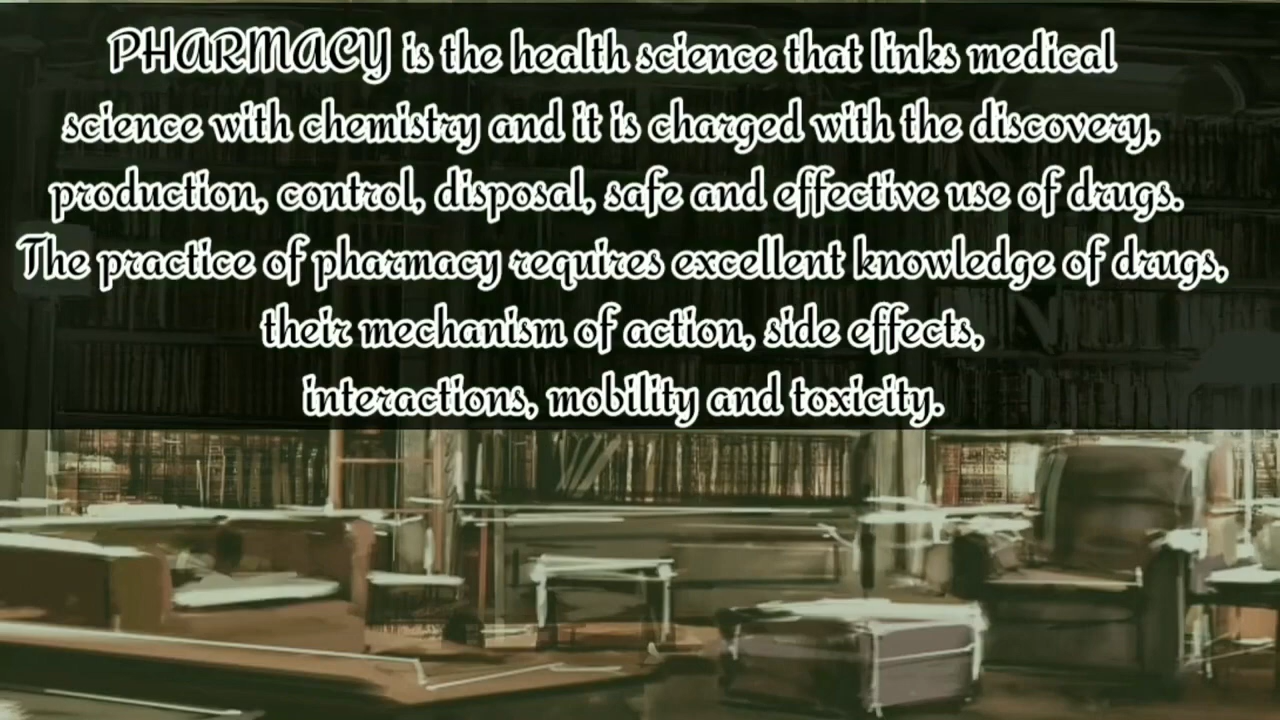 PHARMACY is the health science that links medical
science with chemistry and it is charged with the discovery,
production, control, disposal, safe and effective use of drugs.
The practice of pharmacy requires excellent knowledge of drugs,
their mechanism of action, side effects,
interactions, mobility and toxicity.